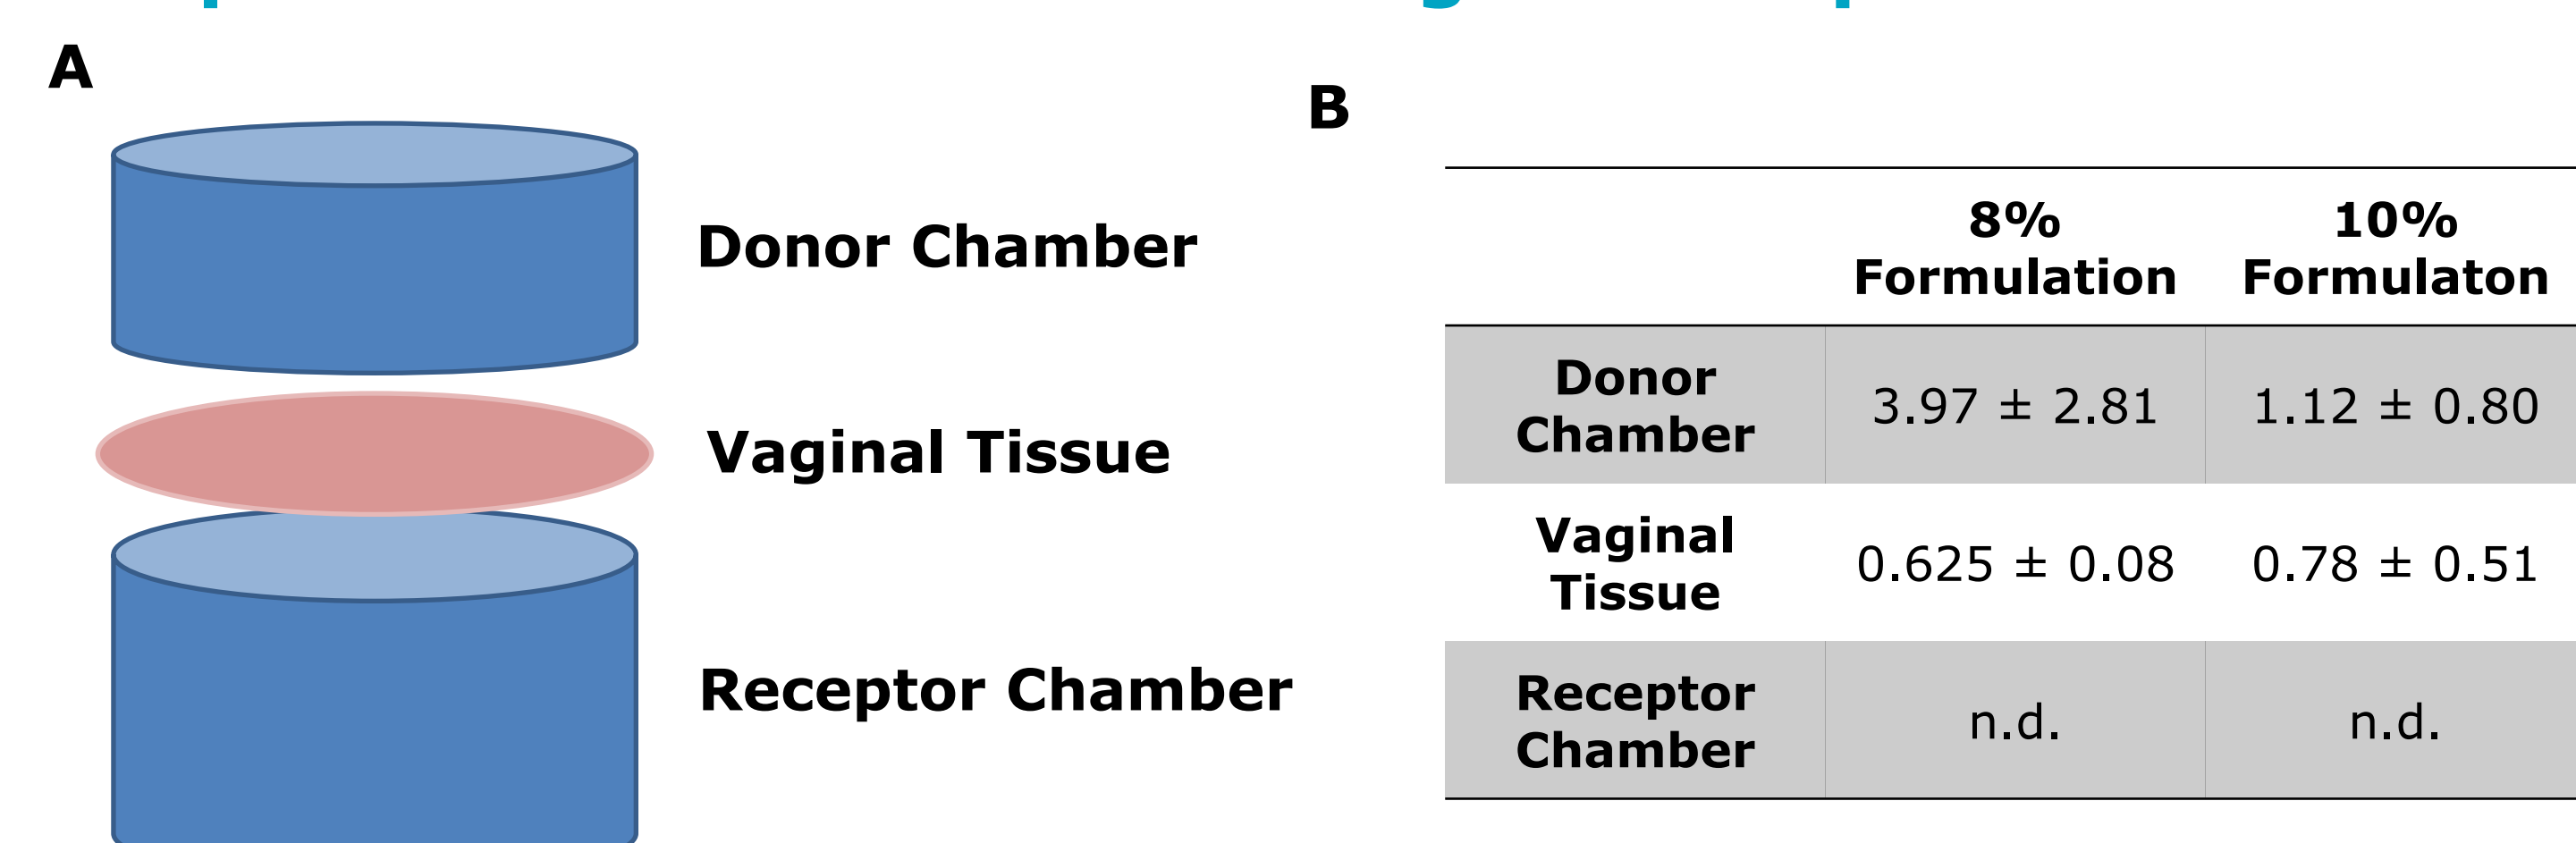 A
Donor Chamber
Vaginal Tissue
Receptor Chamber
B
8% Formulation
10% Formulaton
Donor Chamber
3.97 ± 2.81
1.12 ± 0.80
Vaginal Tissue
0.625 ± 0.08
0.78 ± 0.51
Receptor Chamber
n.d.
n.d.